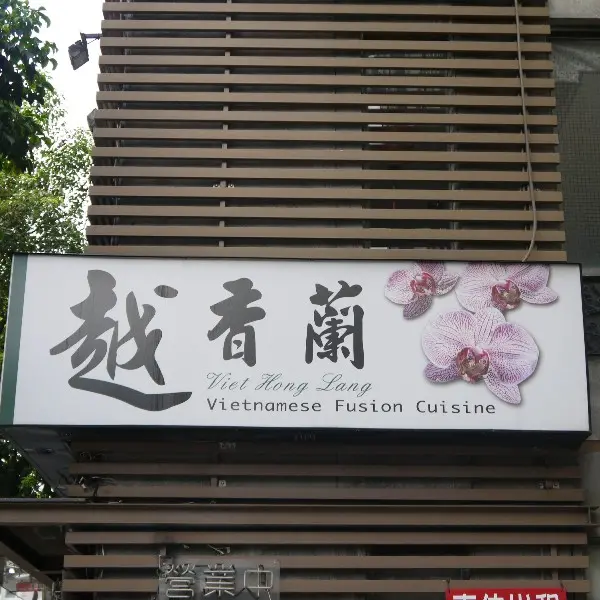 越香蘭
Viet Hong Lang
Vietnamese Fusion Cuisine
營業中